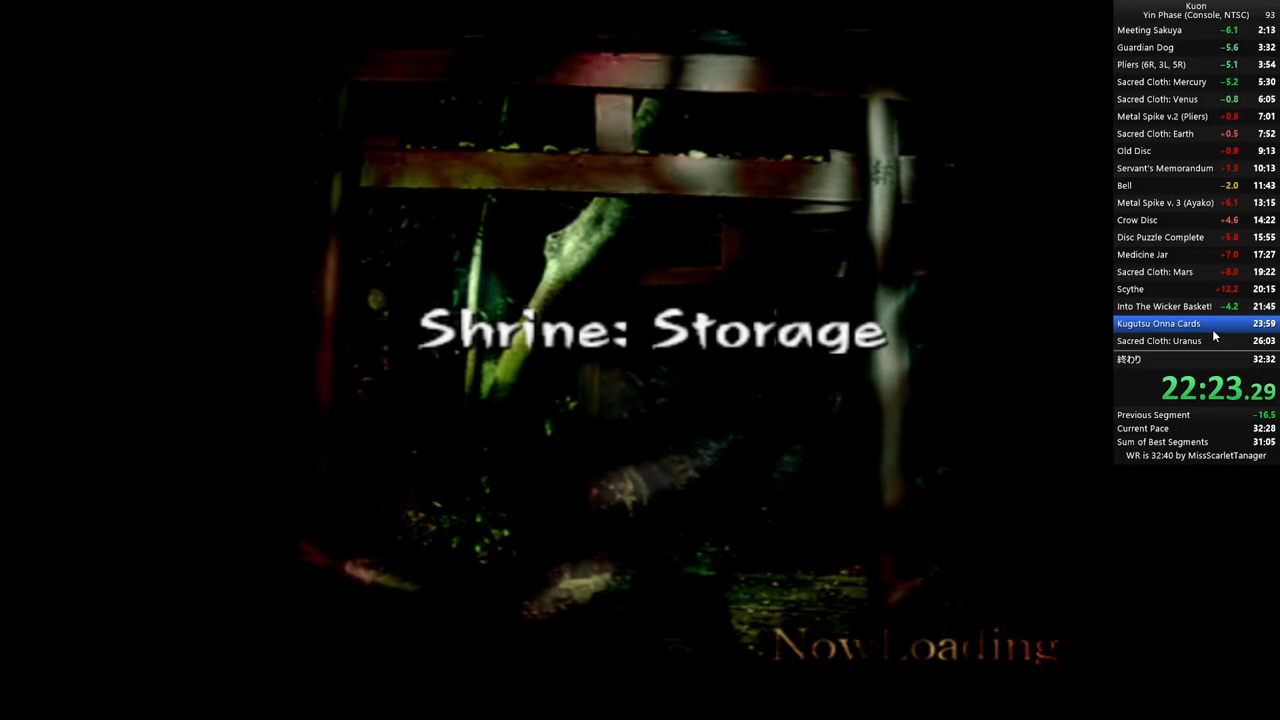 Kuon
Yin Phase (Console, NTSC) 93
Meeting Sakuya -6.1 2:13
Guardian Dog -5.6 3:32
Pliers (6R, 3L, 5R) -5.1 3:54
Sacred Cloth: Mercury -5.2 5:30
Sacred Cloth: Venus -0.8 6:05
Metal Spike v.2 (Pliers) +0.8 7:01
Sacred Cloth: Earth +0.5 7:52
Old Disc +0.9 9:13
Servant's Memorandum +1.3 10:13
Bell -2.0 11:43
Metal Spike v. 3 (Ayako) +6.1 13:15
Crow Disc +4.6 14:22
Disc Puzzle Complete +5.8 15:55
Medicine Jar +7.0 17:27
Sacred Cloth: Mars +8.0 19:22
Scythe +12.2 20:15
Into The Wicker Basket! -4.2 21:45
Kugutsu Onna Cards 23:59
Sacred Cloth: Uranus 26:03
終わり 32:32
22:23.29
Previous Segment -16.5
Current Pace 32:28
Sum of Best Segments 31:05
WR is 32:40 by MissScarletTanager
Shrine: Storage
Now Loading